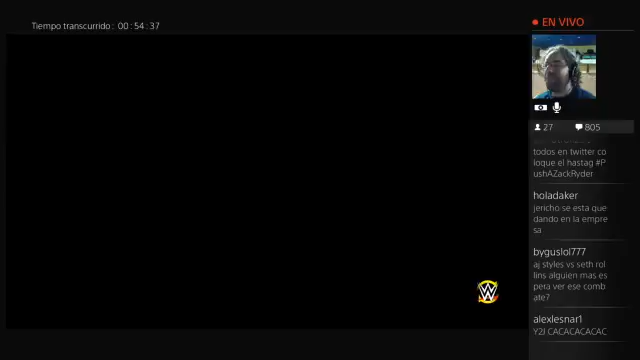 Tiempo transcurrido: 00:54:37
EN VIVO
27 805
todos en twitter co
loque el hastag #P
ushAZackRyder
holadaker
jericho se esta que
dando en la empre
sa
byguslol777
aj styles vs seth rol
lins alguien mas es
pera ver ese comb
ate?
alexlesnar1
Y2J CACACACACAC